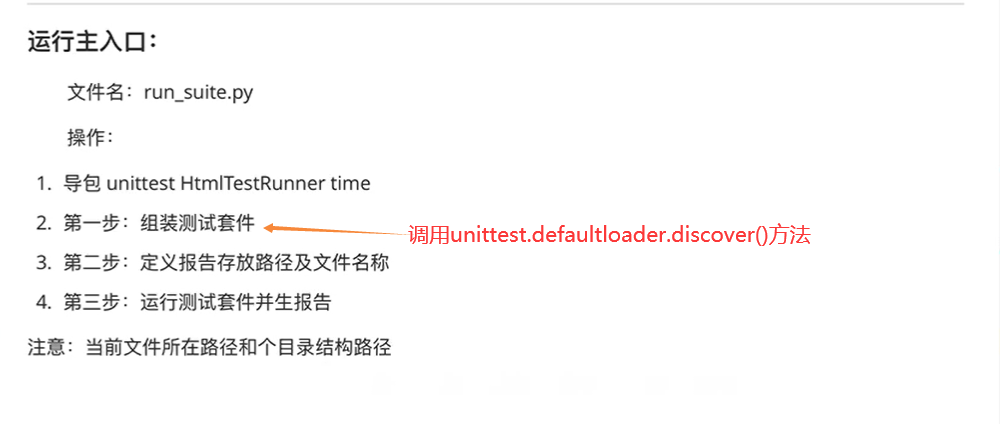 运行主入口：
文件名：run_suite.py
操作：
1. 导包 unittest HtmlTestRunner time
2. 第一步：组装测试套件
调用unittest.defaultloader.discover()方法
3. 第二步：定义报告存放路径及文件名称
4. 第三步：运行测试套件并生报告
注意：当前文件所在路径和个目录结构路径